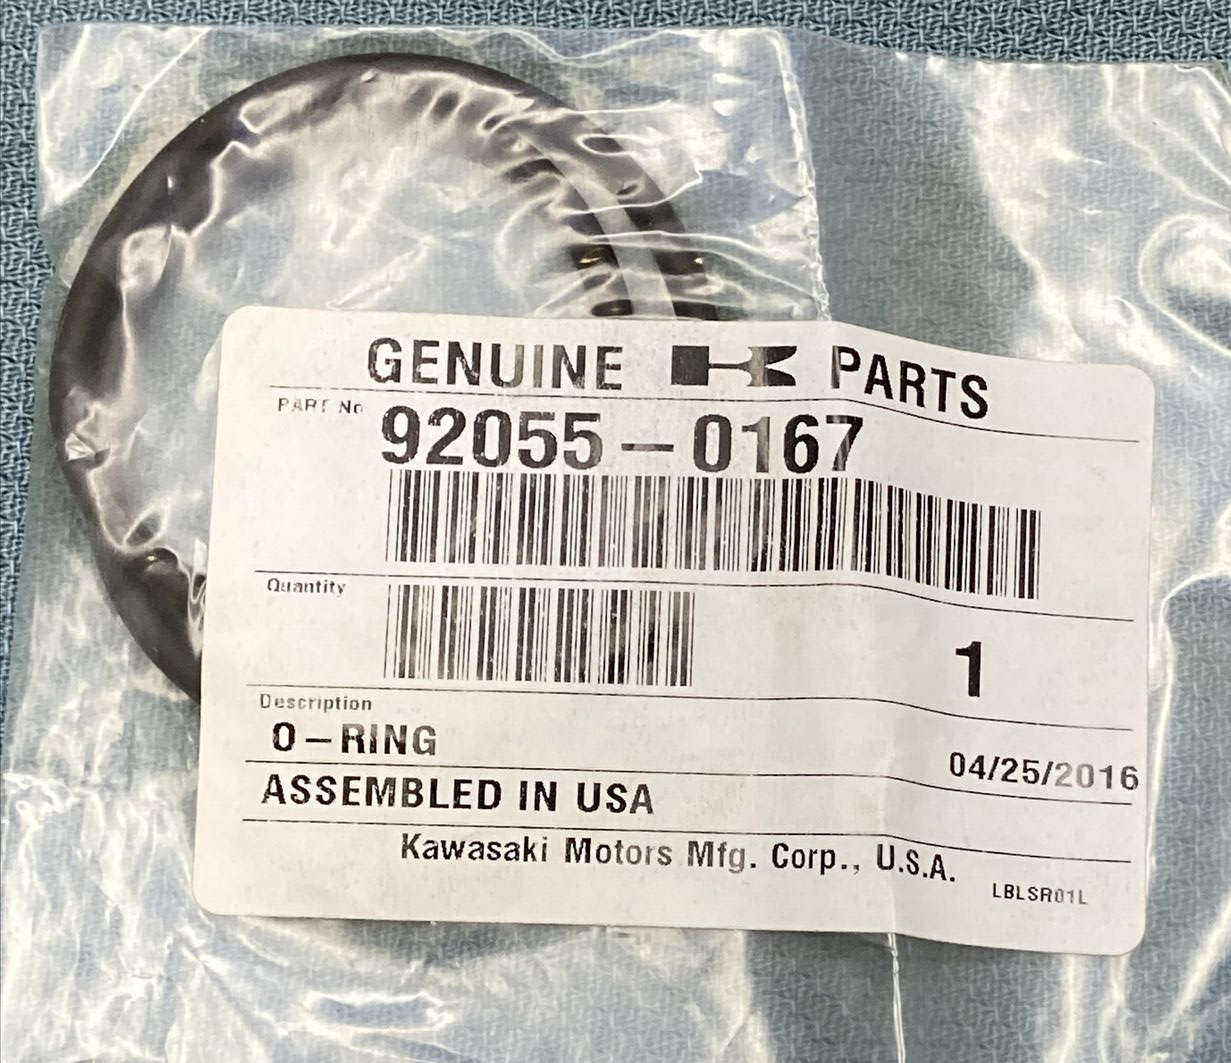 GENUINE K PARTS
PART No 92055-0167
Quantity
1
Description
O-RING
04/25/2016
ASSEMBLED IN USA
Kawasaki Motors Mfg. Corp., U.S.A.
LBLSR01L